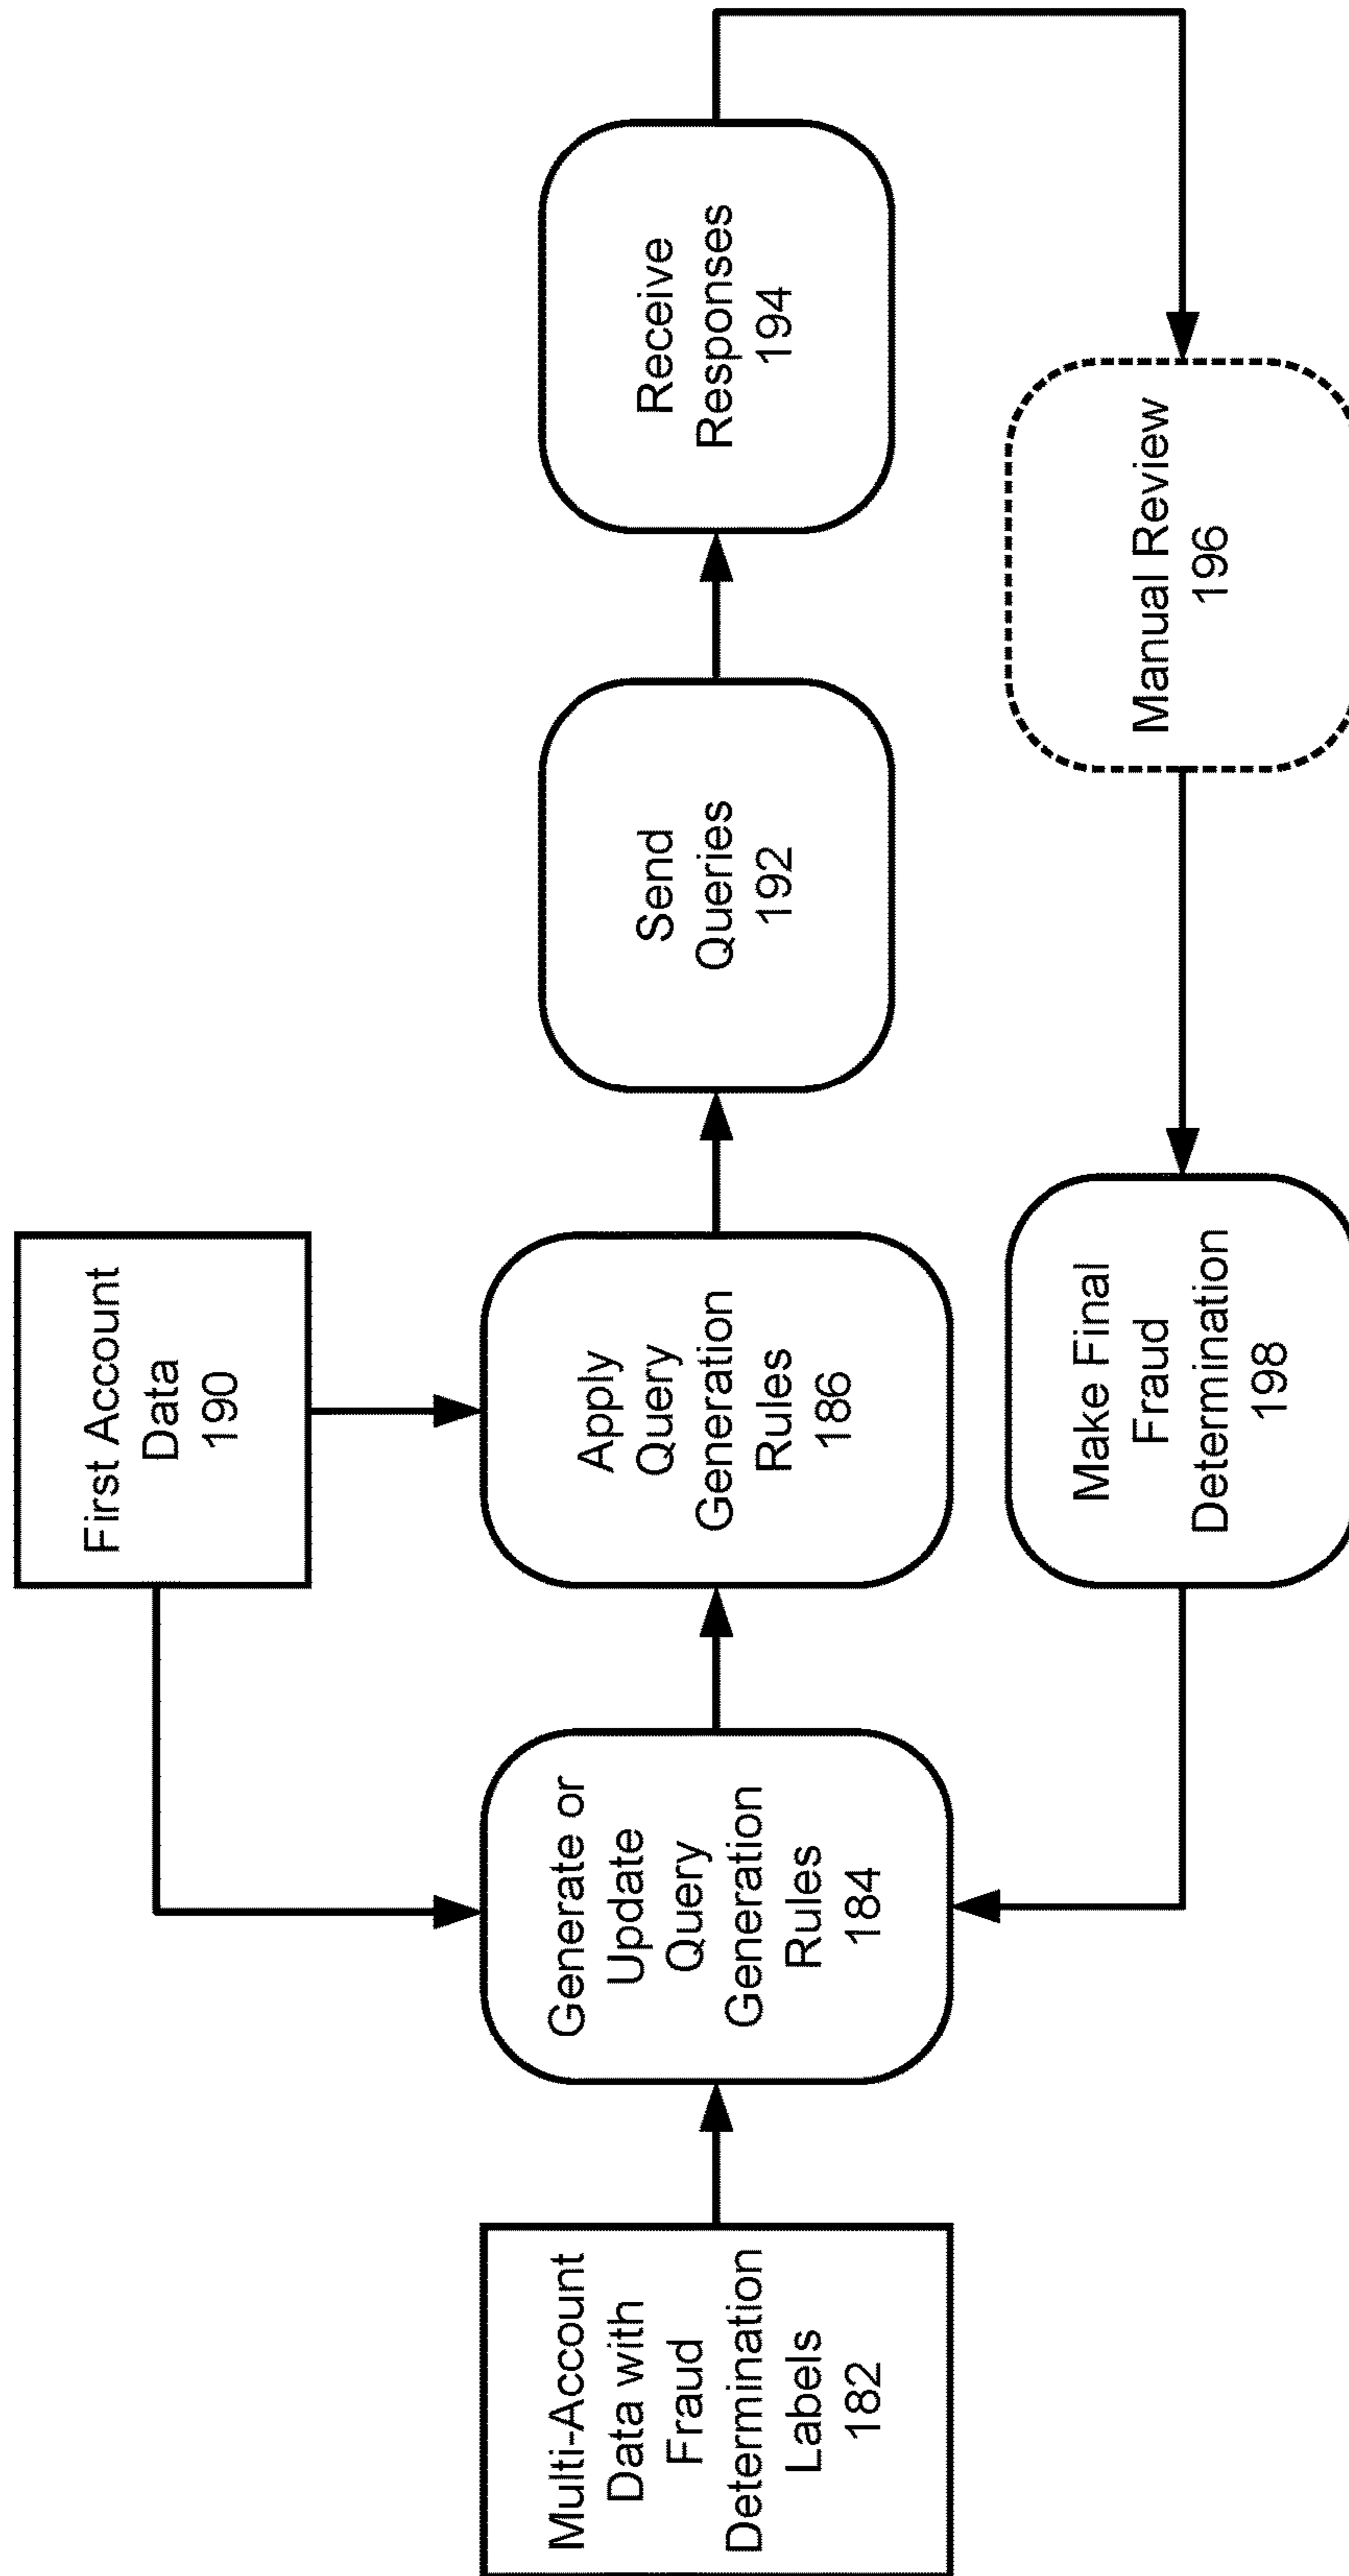 First Account
Data
190
Multi-Account
Data with
Fraud
Determination
Labels
182
Generate or
Update
Query
Generation
Rules
184
Apply
Query
Generation
Rules
186
Send
Queries
192
Receive
Responses
194
Manual Review
196
Make Final
Fraud
Determination
198